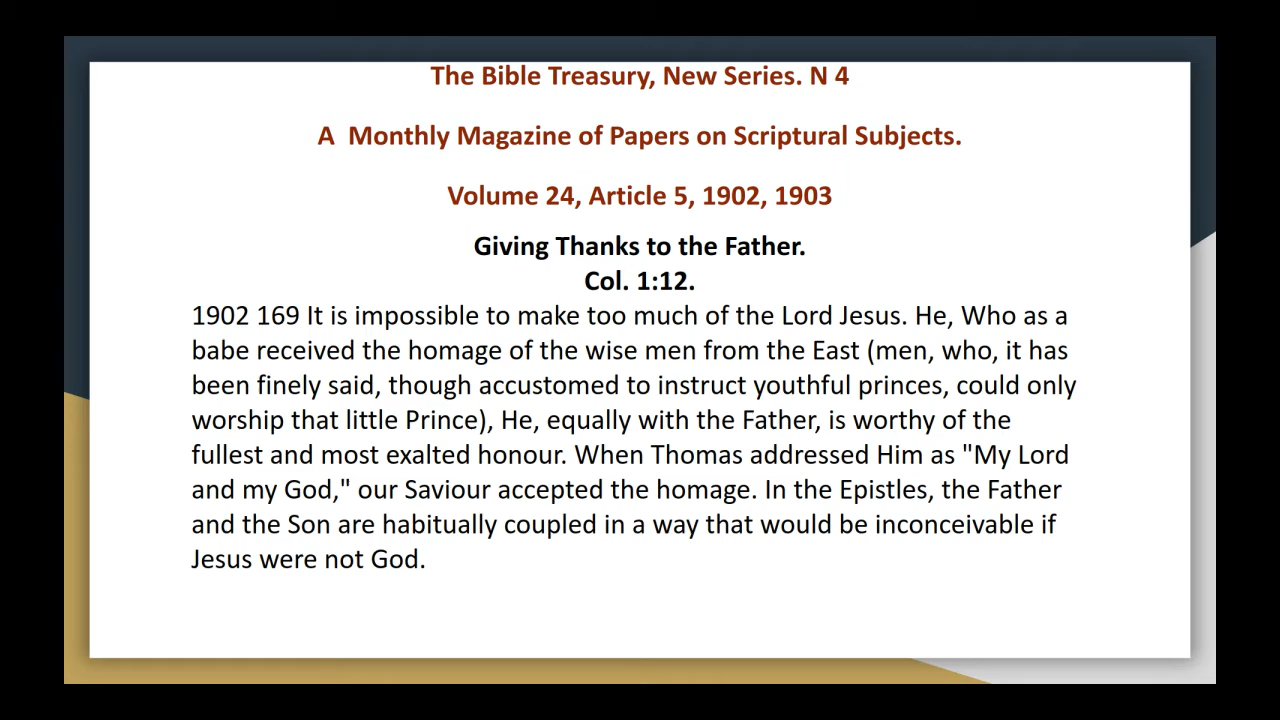 The Bible Treasury, New Series. N 4
A  Monthly Magazine of Papers on Scriptural Subjects.
Volume 24, Article 5, 1902, 1903
Giving Thanks to the Father.
Col. 1:12.
1902 169 It is impossible to make too much of the Lord Jesus. He, Who as a
babe received the homage of the wise men from the East (men, who, it has
been finely said, though accustomed to instruct youthful princes, could only
worship that little Prince), He, equally with the Father, is worthy of the
fullest and most exalted honour. When Thomas addressed Him as "My Lord
and my God," our Saviour accepted the homage. In the Epistles, the Father
and the Son are habitually coupled in a way that would be inconceivable if
Jesus were not God.